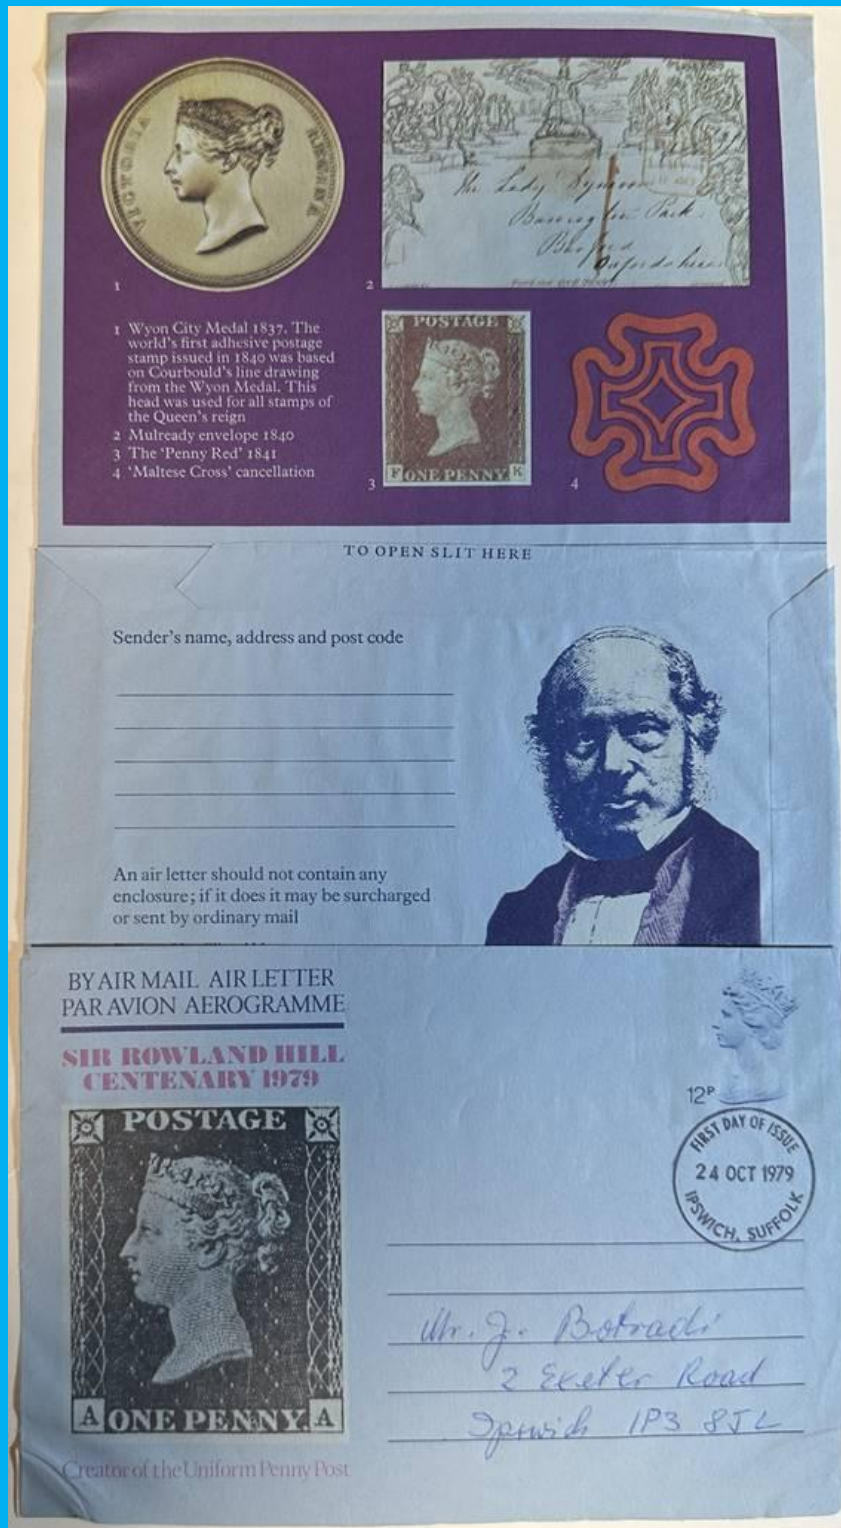 VICTORIA REGINA
The Lady
Park
Oxfordshire
1
2
1 Wyon City Medal 1837. The
world's first adhesive postage
stamp issued in 1840 was based
on Courbould's line drawing
from the Wyon Medal. This
head was used for all stamps of
the Queen's reign
2 Mulready envelope 1840
3 The 'Penny Red' 1841
4 'Maltese Cross' cancellation
POSTAGE
F ONE PENNY K
3
4
TO OPEN SLIT HERE
Sender's name, address and post code
An air letter should not contain any
enclosure; if it does it may be surcharged
or sent by ordinary mail
BY AIR MAIL AIR LETTER
PAR AVION AEROGRAMME
SIR ROWLAND HILL
CENTENARY 1979
12P
FIRST DAY OF ISSUE
24 OCT 1979
IPSWICH, SUFFOLK
POSTAGE
A ONE PENNY. A
Mr. J. Botradi
2 Exeter Road
Ipswich IP3 8JL
Creator of the Uniform Penny Post